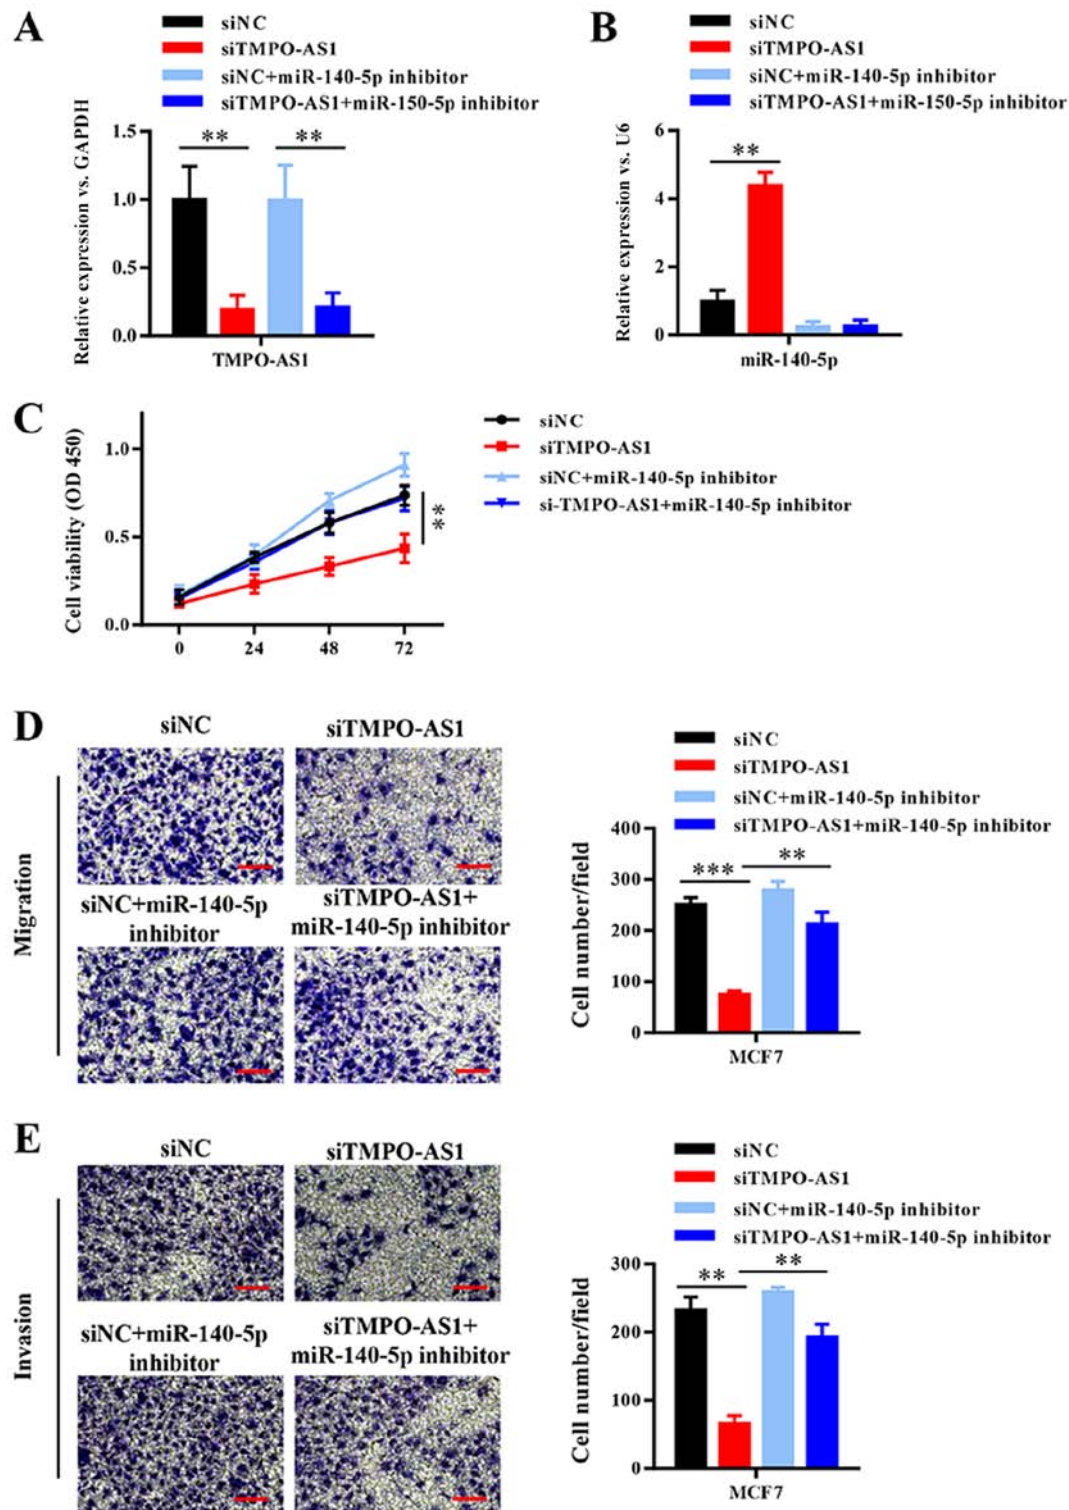 A
siNC
siTMPO-AS1
siNC+miR-140-5p inhibitor
siTMPO-AS1+miR-150-5p inhibitor
Relative expression vs. GAPDH
1.5
1.0
0.5
0.0
**
**
TMPO-AS1
B
siNC
siTMPO-AS1
siNC+miR-140-5p inhibitor
siTMPO-AS1+miR-150-5p inhibitor
Relative expression vs. U6
6
4
2
0
**
miR-140-5p
C
Cell viability (OD 450)
1.0
0.5
0.0
0
24
48
72
**
siNC
siTMPO-AS1
siNC+miR-140-5p inhibitor
si-TMPO-AS1+miR-140-5p inhibitor
D
Migration
siNC
siTMPO-AS1
siNC+miR-140-5p
inhibitor
siTMPO-AS1+
miR-140-5p inhibitor
siNC
siTMPO-AS1
siNC+miR-140-5p inhibitor
siTMPO-AS1+miR-140-5p inhibitor
Cell number/field
400
300
200
100
0
***
**
MCF7
E
Invasion
siNC
siTMPO-AS1
siNC+miR-140-5p
inhibitor
siTMPO-AS1+
miR-140-5p inhibitor
siNC
siTMPO-AS1
siNC+miR-140-5p inhibitor
siTMPO-AS1+miR-140-5p inhibitor
Cell number/field
300
200
100
0
**
**
MCF7